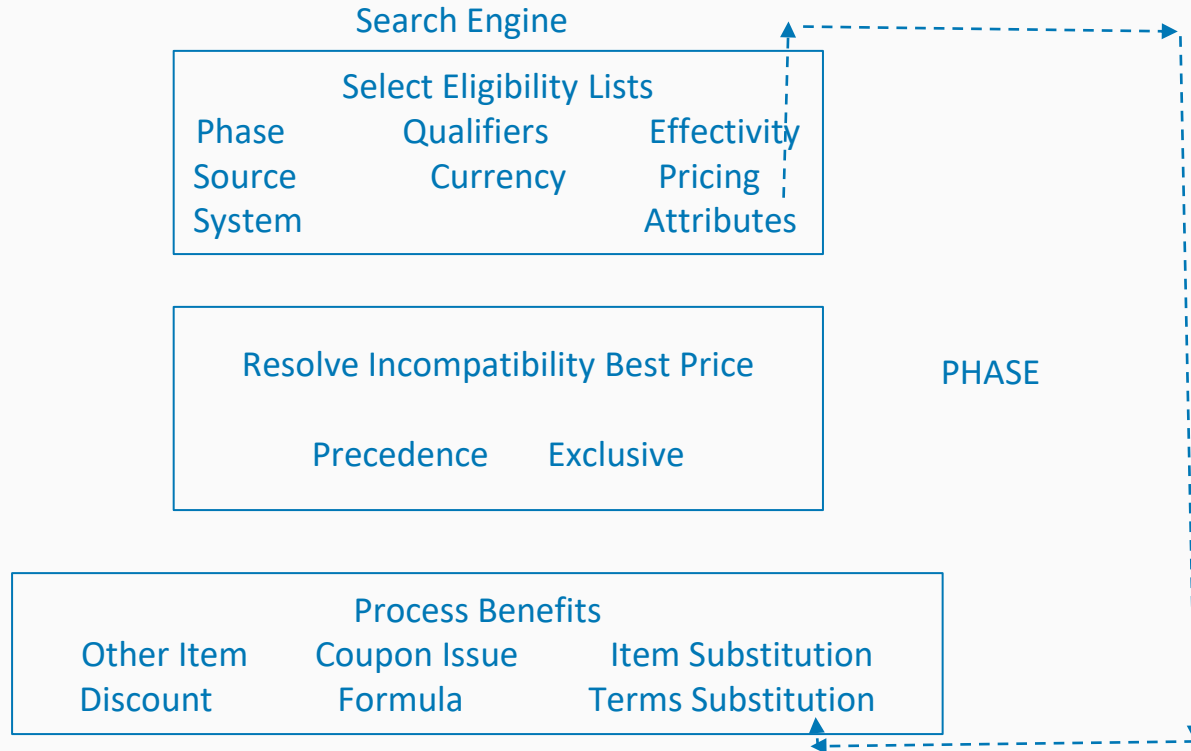 Search Engine
Select Eligibility Lists
Phase Qualifiers Effectivity
Source Currency Pricing
System Attributes
Resolve Incompatibility Best Price
PHASE
Precedence Exclusive
Process Benefits
Other Item Coupon Issue Item Substitution
Discount Formula Terms Substitution